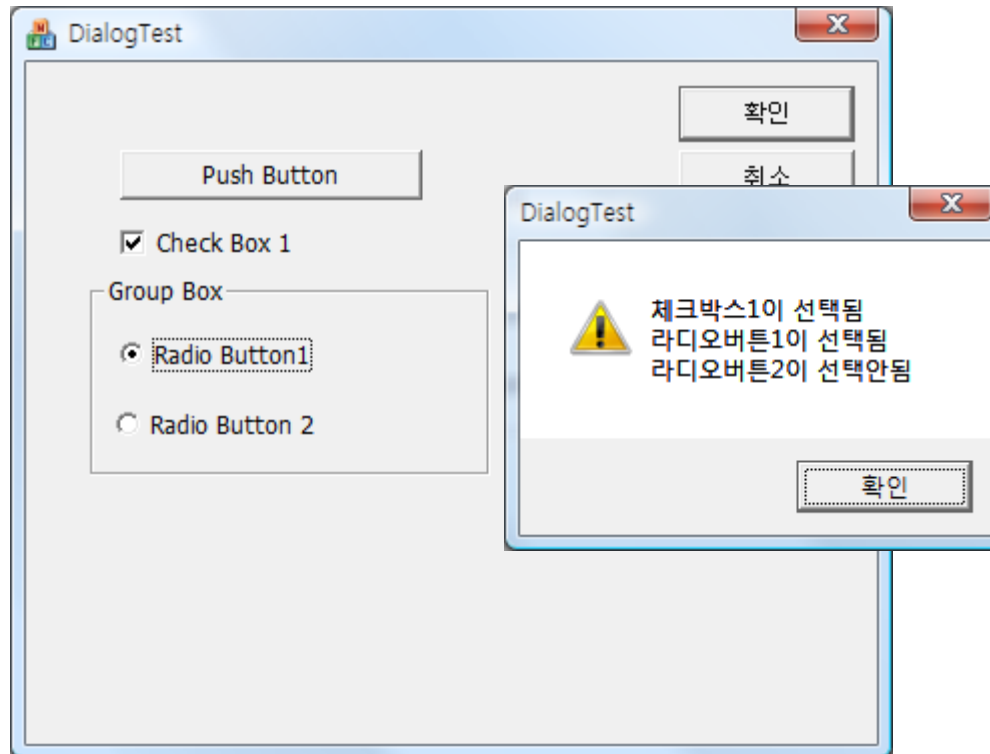 DialogTest
확인
Push Button
취소
Check Box 1
Group Box
Radio Button1
Radio Button 2
DialogTest
체크박스1이 선택됨
라디오버튼1이 선택됨
라디오버튼2이 선택안됨
확인